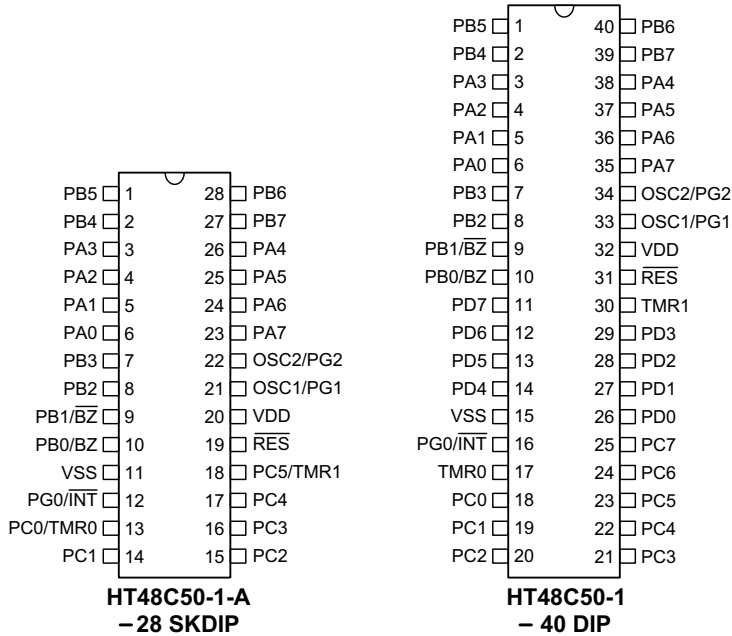 PB5 1 28 PB6
PB4 2 27 PB7
PA3 3 26 PA4
PA2 4 25 PA5
PA1 5 24 PA6
PA0 6 23 PA7
PB3 7 22 OSC2/PG2
PB2 8 21 OSC1/PG1
PB1/B̅Z̅ 9 20 VDD
PB0/BZ 10 19 R̅E̅S̅
VSS 11 18 PC5/TMR1
PG0/I̅N̅T̅ 12 17 PC4
PC0/TMR0 13 16 PC3
PC1 14 15 PC2
HT48C50-1-A
– 28 SKDIP
PB5 1 40 PB6
PB4 2 39 PB7
PA3 3 38 PA4
PA2 4 37 PA5
PA1 5 36 PA6
PA0 6 35 PA7
PB3 7 34 OSC2/PG2
PB2 8 33 OSC1/PG1
PB1/B̅Z̅ 9 32 VDD
PB0/BZ 10 31 R̅E̅S̅
PD7 11 30 TMR1
PD6 12 29 PD3
PD5 13 28 PD2
PD4 14 27 PD1
VSS 15 26 PD0
PG0/I̅N̅T̅ 16 25 PC7
TMR0 17 24 PC6
PC0 18 23 PC5
PC1 19 22 PC4
PC2 20 21 PC3
HT48C50-1
– 40 DIP